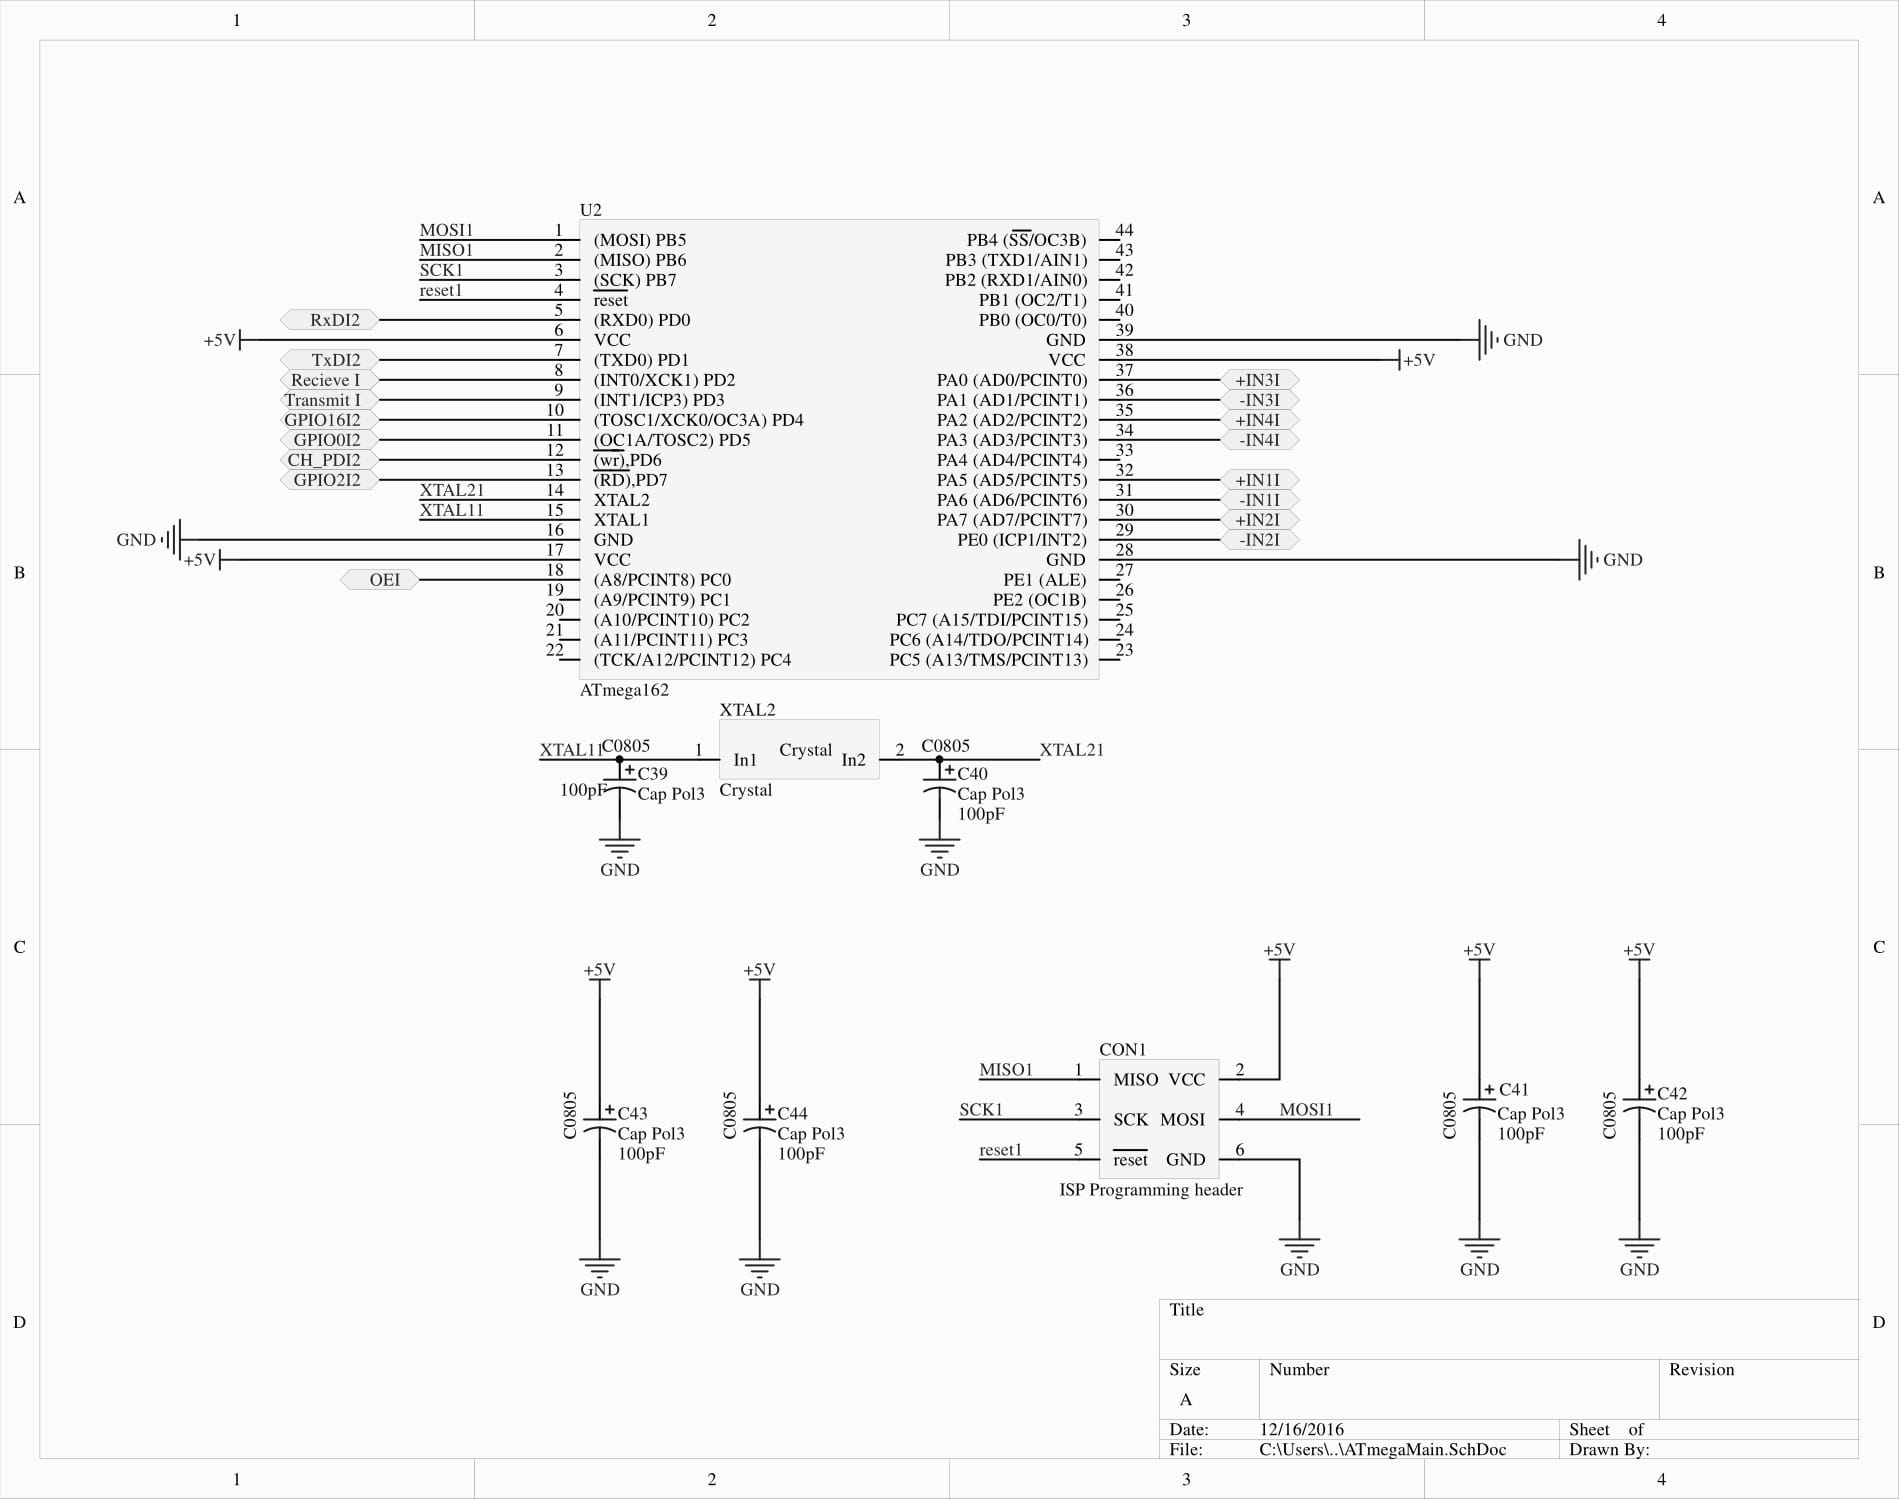 1 2 3 4
A A
U2
MOSI1 1 (MOSI) PB5 PB4 (SS/OC3B) 44
MISO1 2 (MISO) PB6 PB3 (TXD1/AIN1) 43
SCK1 3 (SCK) PB7 PB2 (RXD1/AIN0) 42
reset1 4 reset PB1 (OC2/T1) 41
RxDI2 5 (RXD0) PD0 PB0 (OC0/T0) 40
+5V 6 VCC GND 39 GND
TxDI2 7 (TXD0) PD1 VCC 38 +5V
Recieve I 8 (INT0/XCK1) PD2 PA0 (AD0/PCINT0) 37 +IN3I
Transmit I 9 (INT1/ICP3) PD3 PA1 (AD1/PCINT1) 36 -IN3I
GPIO16I2 10 (TOSC1/XCK0/OC3A) PD4 PA2 (AD2/PCINT2) 35 +IN4I
GPIO0I2 11 (OC1A/TOSC2) PD5 PA3 (AD3/PCINT3) 34 -IN4I
CH_PDI2 12 (wr),PD6 PA4 (AD4/PCINT4) 33
GPIO2I2 13 (RD),PD7 PA5 (AD5/PCINT5) 32 +IN1I
XTAL21 14 XTAL2 PA6 (AD6/PCINT6) 31 -IN1I
XTAL11 15 XTAL1 PA7 (AD7/PCINT7) 30 +IN2I
GND 16 GND PE0 (ICP1/INT2) 29 -IN2I
+5V 17 VCC GND 28 GND
B B
OEI 18 (A8/PCINT8) PC0 PE1 (ALE) 27
19 (A9/PCINT9) PC1 PE2 (OC1B) 26
20 (A10/PCINT10) PC2 PC7 (A15/TDI/PCINT15) 25
21 (A11/PCINT11) PC3 PC6 (A14/TDO/PCINT14) 24
22 (TCK/A12/PCINT12) PC4 PC5 (A13/TMS/PCINT13) 23
ATmega162
XTAL2
XTAL11 C0805 1 In1 Crystal In2 2 C0805 XTAL21
+ C39 + C40
100pF Cap Pol3 Crystal Cap Pol3
100pF
GND GND
C C
+5V +5V +5V +5V +5V
CON1
MISO1 1 MISO VCC 2
SCK1 3 SCK MOSI 4 MOSI1
reset1 5 reset GND 6
ISP Programming header
C0805 + C43 C0805 + C44 C0805 + C41 C0805 + C42
Cap Pol3 Cap Pol3 Cap Pol3 Cap Pol3
100pF 100pF 100pF 100pF
GND GND GND GND GND
D D
Title
Size Number Revision
A
Date: 12/16/2016 Sheet of
File: C:\Users\..\ATmegaMain.SchDoc Drawn By:
1 2 3 4